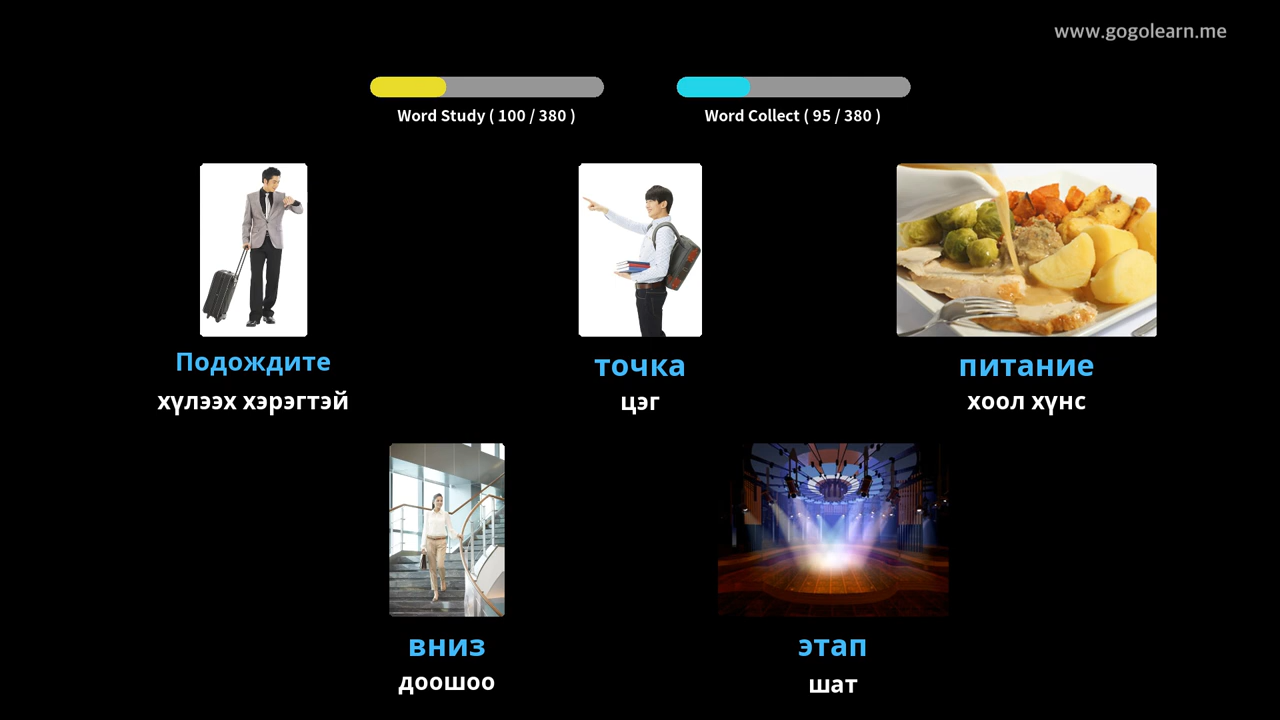 www.gogolearn.me
Word Study ( 100 / 380 )
Word Collect ( 95 / 380 )
Подождите
хүлээх хэрэгтэй
точка
цэг
питание
хоол хүнс
вниз
доошоо
этап
шат